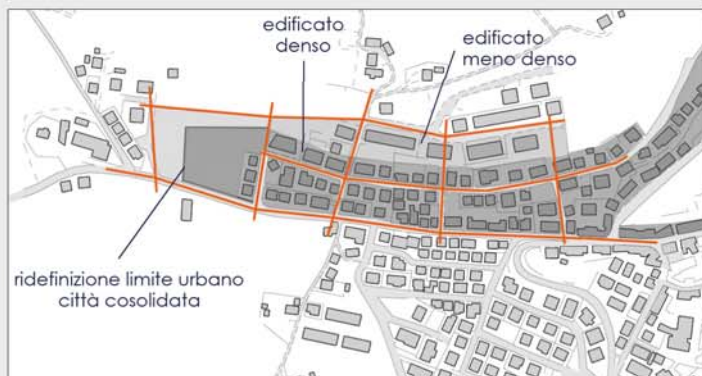 edificato
denso
edificato
meno denso
ridefinizione limite urbano
città cosolidata